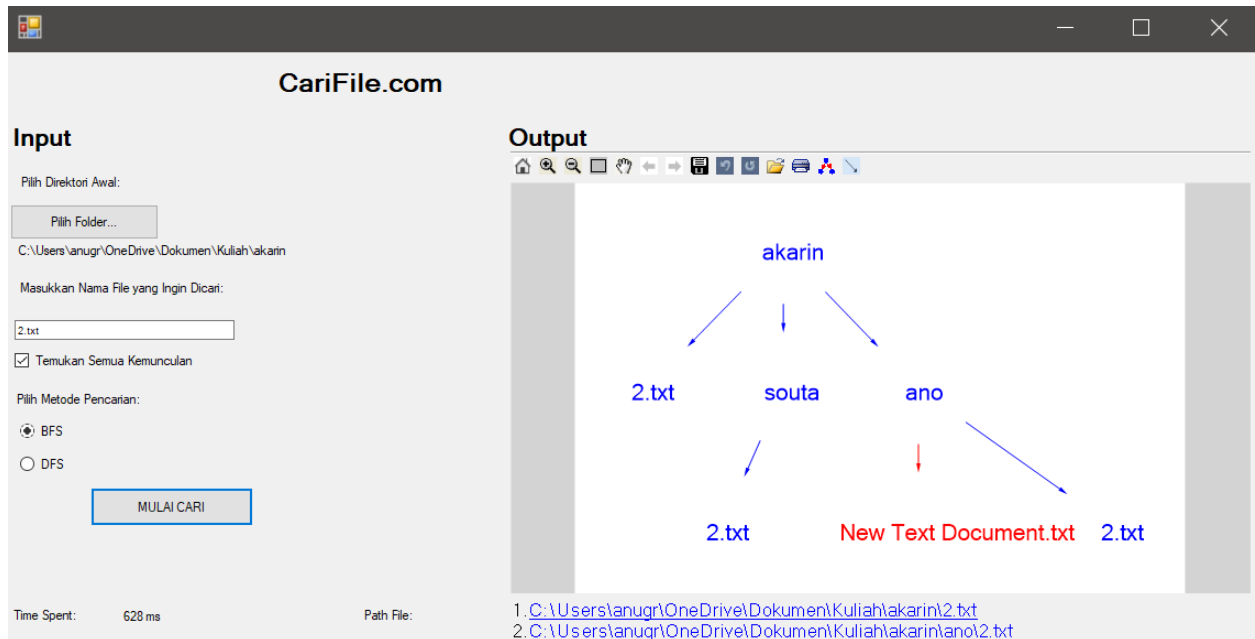 CariFile.com
Input
Pilih Direktori Awal:
Pilih Folder...
C:\Users\anugr\OneDrive\Dokumen\Kuliah\akarin
Masukkan Nama File yang Ingin Dicari:
2.txt
Temukan Semua Kemunculan
Pilih Metode Pencarian:
BFS
DFS
MULAI CARI
Time Spent: 628 ms
Output
akarin
2.txt souta ano
2.txt New Text Document.txt 2.txt
Path File:
1. C:\Users\anugr\OneDrive\Dokumen\Kuliah\akarin\2.txt
2. C:\Users\anugr\OneDrive\Dokumen\Kuliah\akarin\ano\2.txt